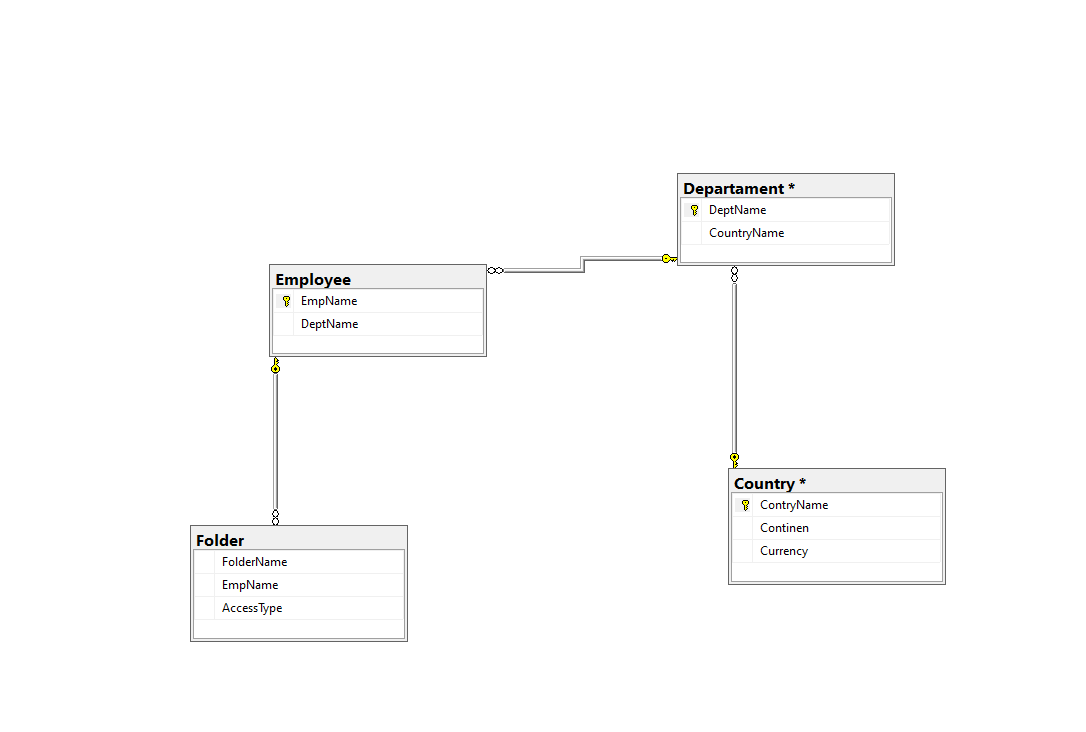 Departament *
DeptName
CountryName
Employee
EmpName
DeptName
Country *
ContryName
Continen
Currency
Folder
FolderName
EmpName
AccessType